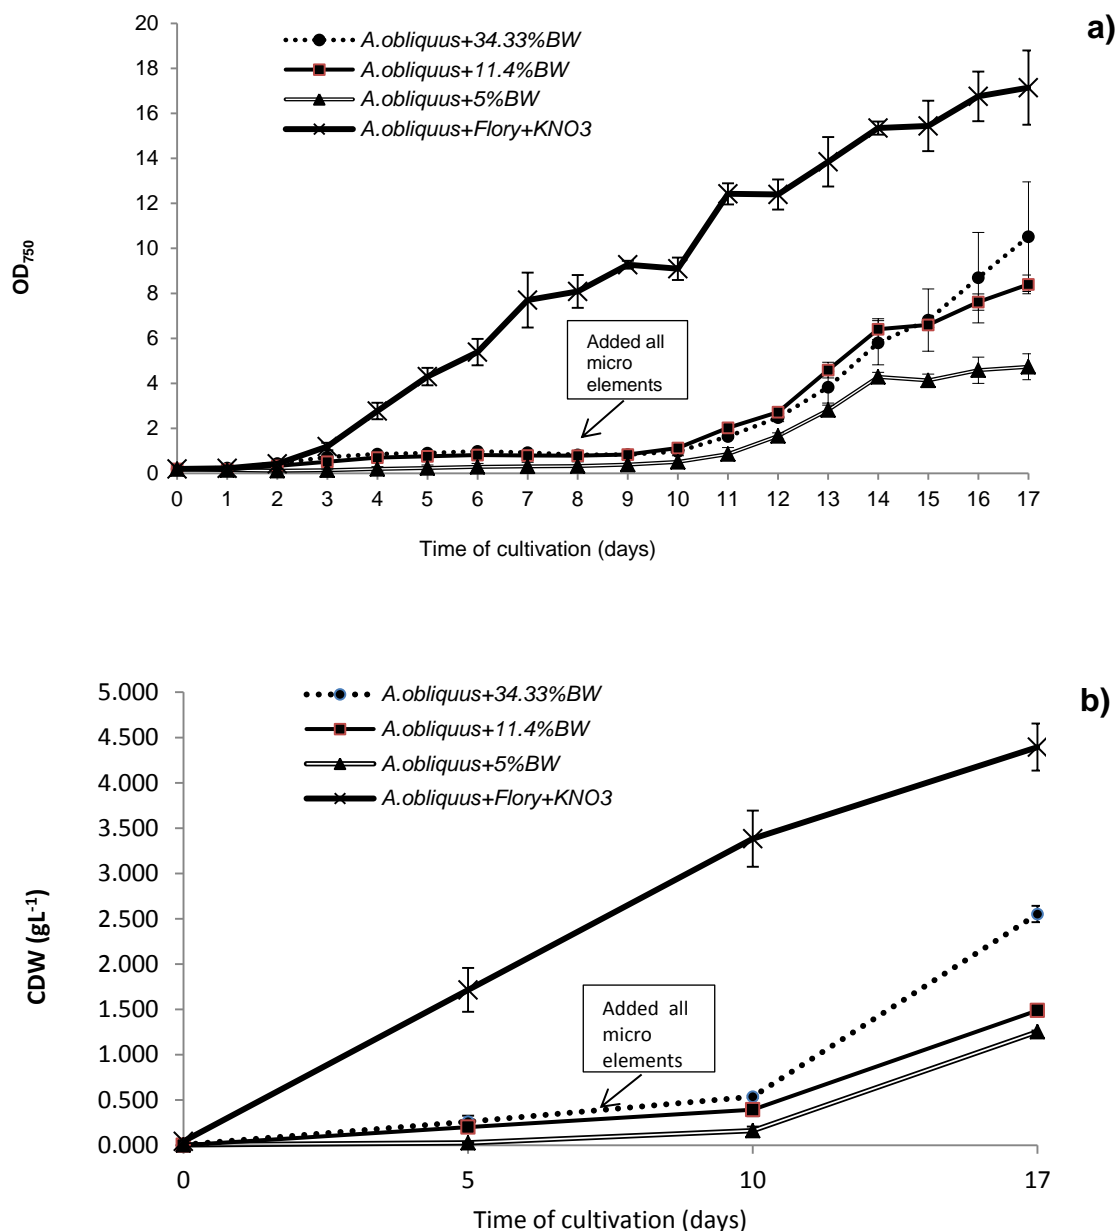 a)
A.obliquus+34.33%BW
A.obliquus+11.4%BW
A.obliquus+5%BW
A.obliquus+Flory+KNO3
20
18
16
14
12
10
8
6
4
2
0
OD750
Added all
micro
elements
0 1 2 3 4 5 6 7 8 9 10 11 12 13 14 15 16 17
Time of cultivation (days)
b)
A.obliquus+34.33%BW
A.obliquus+11.4%BW
A.obliquus+5%BW
A.obliquus+Flory+KNO3
5.000
4.500
4.000
3.500
3.000
2.500
2.000
1.500
1.000
0.500
0.000
CDW (gL-1)
Added all
micro
elements
0 5 10 17
Time of cultivation (days)